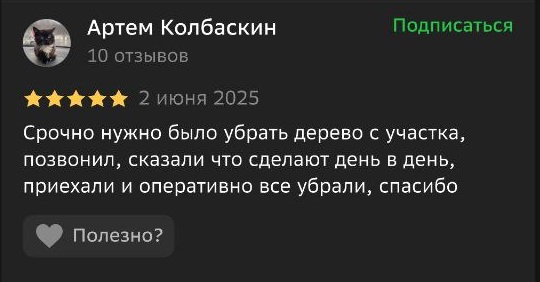 Артем Колбаскин
Подписаться
10 отзывов
2 июня 2025
Срочно нужно было убрать дерево с участка,
позвонил, сказали что сделают день в день,
приехали и оперативно все убрали, спасибо
Полезно?